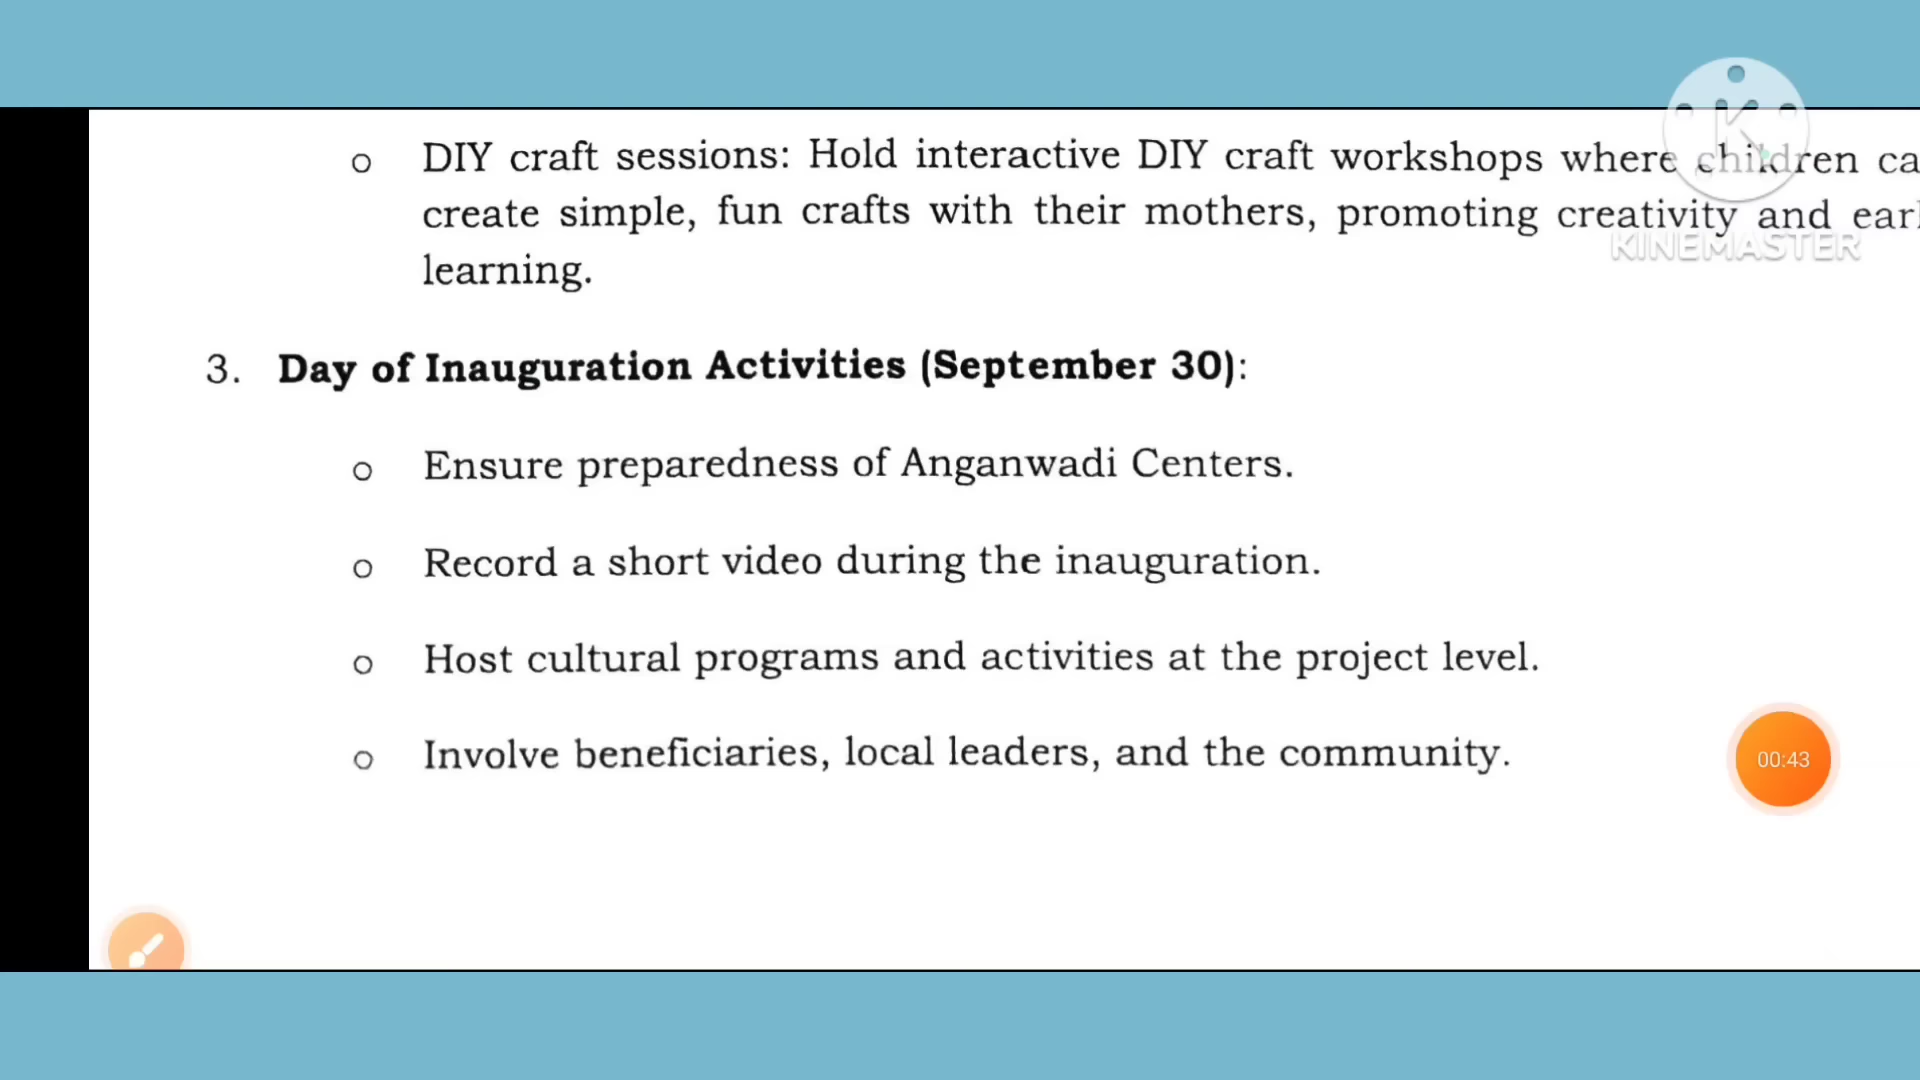 o DIY craft sessions: Hold interactive DIY craft workshops where children ca
create simple, fun crafts with their mothers, promoting creativity and earl
learning.
KINEMASTER
3. Day of Inauguration Activities (September 30):
o Ensure preparedness of Anganwadi Centers.
o Record a short video during the inauguration.
o Host cultural programs and activities at the project level.
o Involve beneficiaries, local leaders, and the community.
00:43